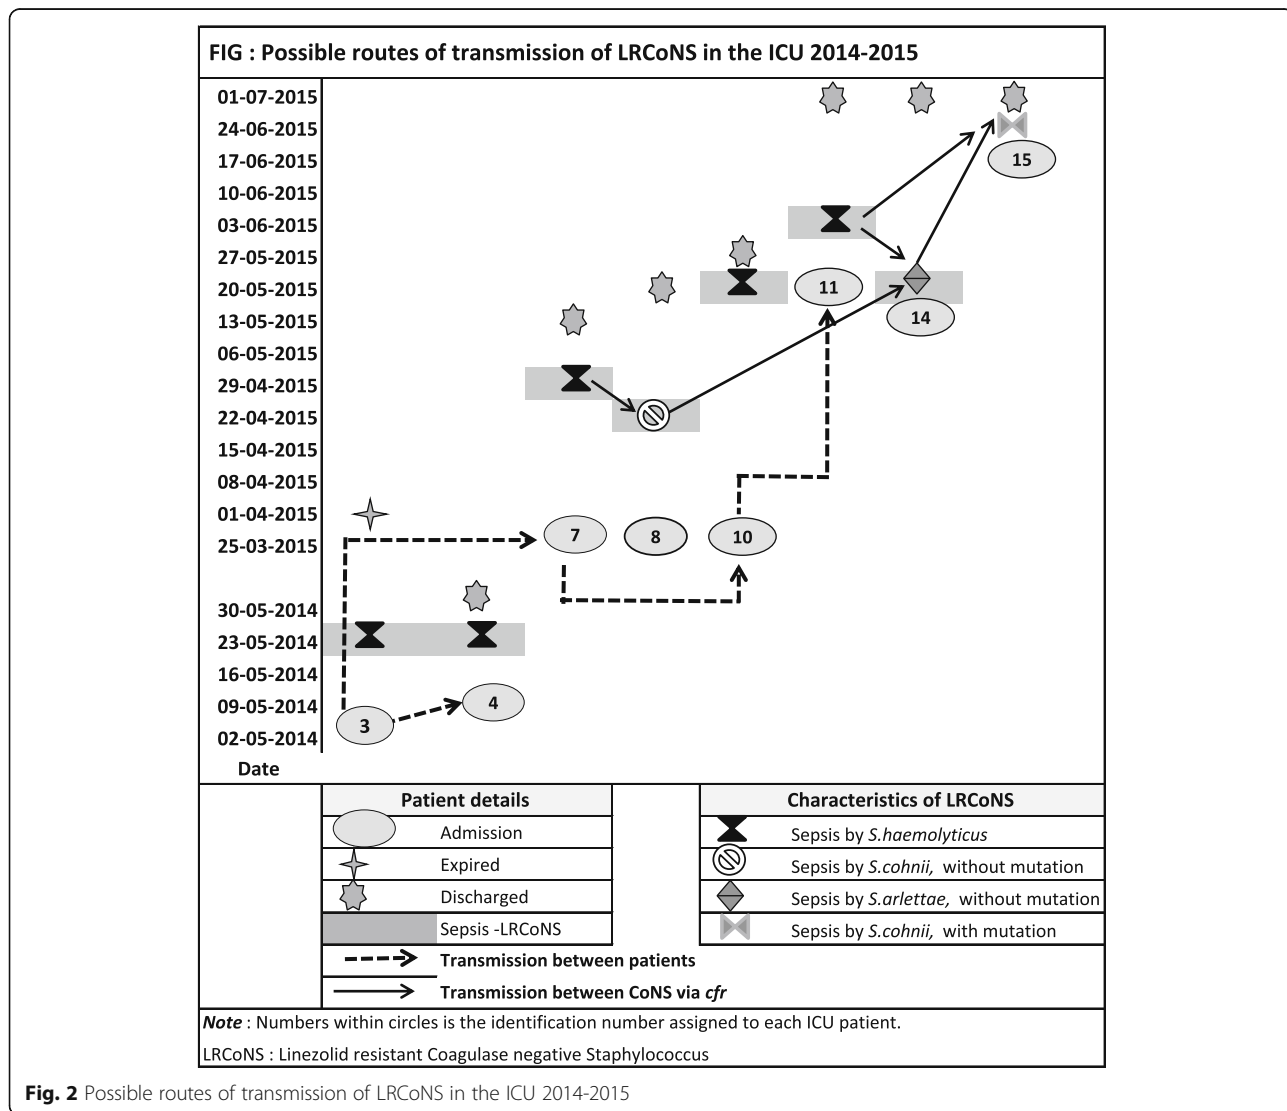 FIG : Possible routes of transmission of LRCoNS in the ICU 2014-2015
01-07-2015
24-06-2015
17-06-2015
15
10-06-2015
03-06-2015
27-05-2015
20-05-2015
11
13-05-2015
14
06-05-2015
29-04-2015
22-04-2015
15-04-2015
08-04-2015
01-04-2015
25-03-2015
7
8
10
30-05-2014
23-05-2014
16-05-2014
09-05-2014
4
3
02-05-2014
Date
Patient details
Admission
Expired
Discharged
Sepsis -LRCoNS
Transmission between patients
Transmission between CoNS via cfr
Characteristics of LRCoNS
Sepsis by S.haemolyticus
Sepsis by S.cohnii, without mutation
Sepsis by S.arlettae, without mutation
Sepsis by S.cohnii, with mutation
Note : Numbers within circles is the identification number assigned to each ICU patient.
LRCoNS : Linezolid resistant Coagulase negative Staphylococcus
Fig. 2 Possible routes of transmission of LRCoNS in the ICU 2014-2015